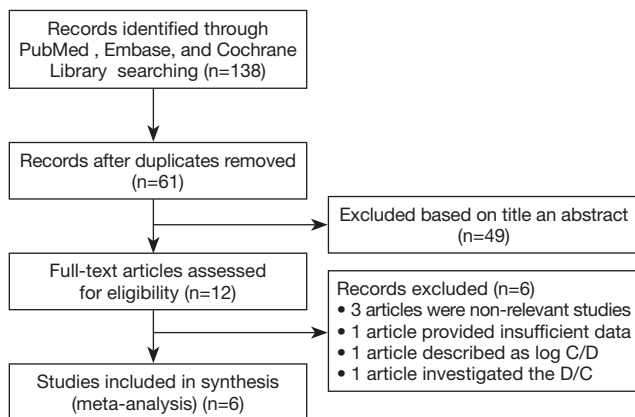 Records identified through
PubMed , Embase, and Cochrane
Library searching (n=138)
Records after duplicates removed
(n=61)
Excluded based on title an abstract
(n=49)
Full-text articles assessed
for eligibility (n=12)
Records excluded (n=6)
• 3 articles were non-relevant studies
• 1 article provided insufficient data
• 1 article described as log C/D
• 1 article investigated the D/C
Studies included in synthesis
(meta-analysis) (n=6)